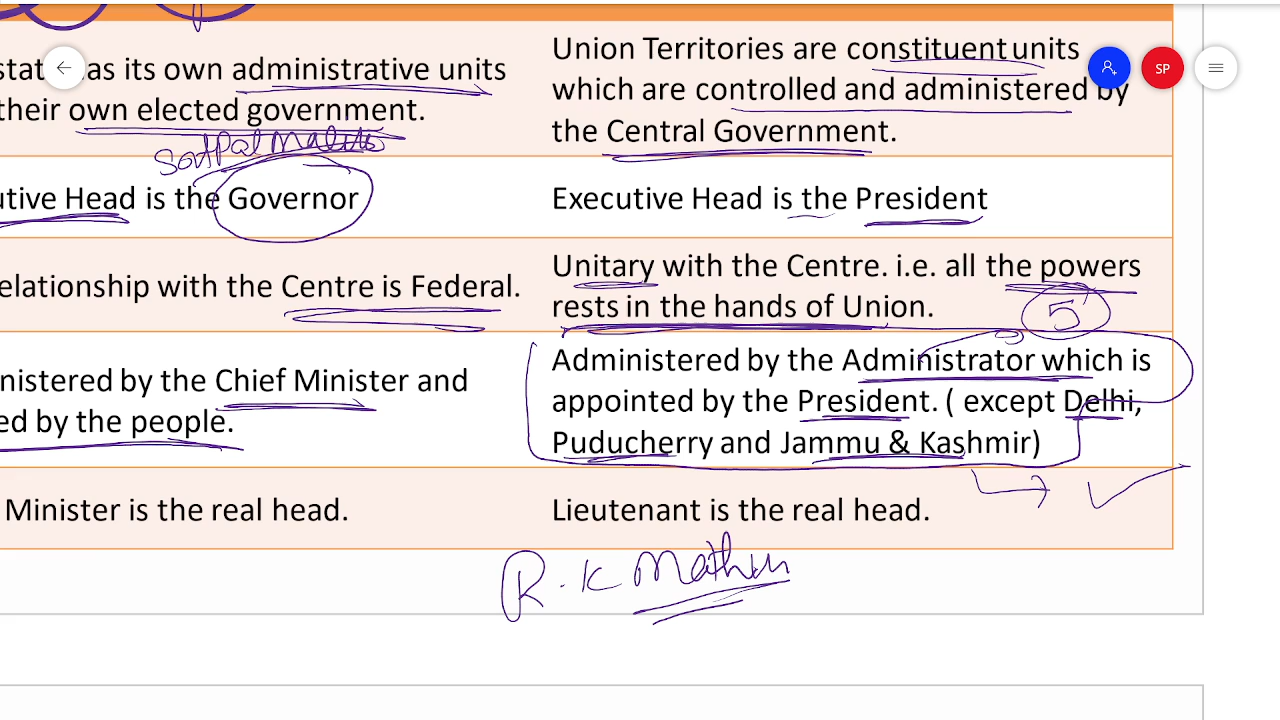 state as its own administrative units
their own elected government.
Union Territories are constituent units
which are controlled and administered by
the Central Government.
SP
SatPal Malik
utive Head is the Governor
Executive Head is the President
elationship with the Centre is Federal.
Unitary with the Centre. i.e. all the powers
rests in the hands of Union.
5
nistered by the Chief Minister and
ed by the people.
Administered by the Administrator which is
appointed by the President. ( except Delhi,
Puducherry and Jammu & Kashmir)
Minister is the real head.
Lieutenant is the real head.
R.K Mathur